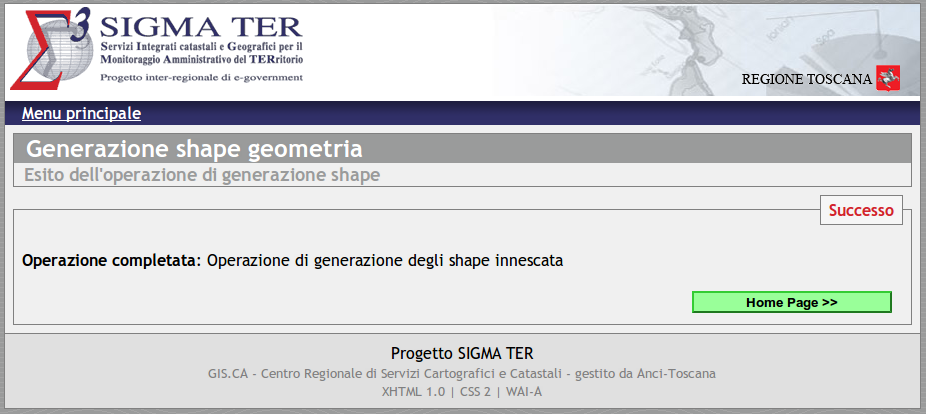 Σ3 SIGMA TER
Servizi Integrati catastali e Geografici per il
Monitoraggio Amministrativo del TERritorio
Progetto inter-regionale di e-government
REGIONE TOSCANA
Menu principale
Generazione shape geometria
Esito dell'operazione di generazione shape
Successo
Operazione completata: Operazione di generazione degli shape innescata
Home Page >>
Progetto SIGMA TER
GIS.CA - Centro Regionale di Servizi Cartografici e Catastali - gestito da Anci-Toscana
XHTML 1.0 | CSS 2 | WAI-A